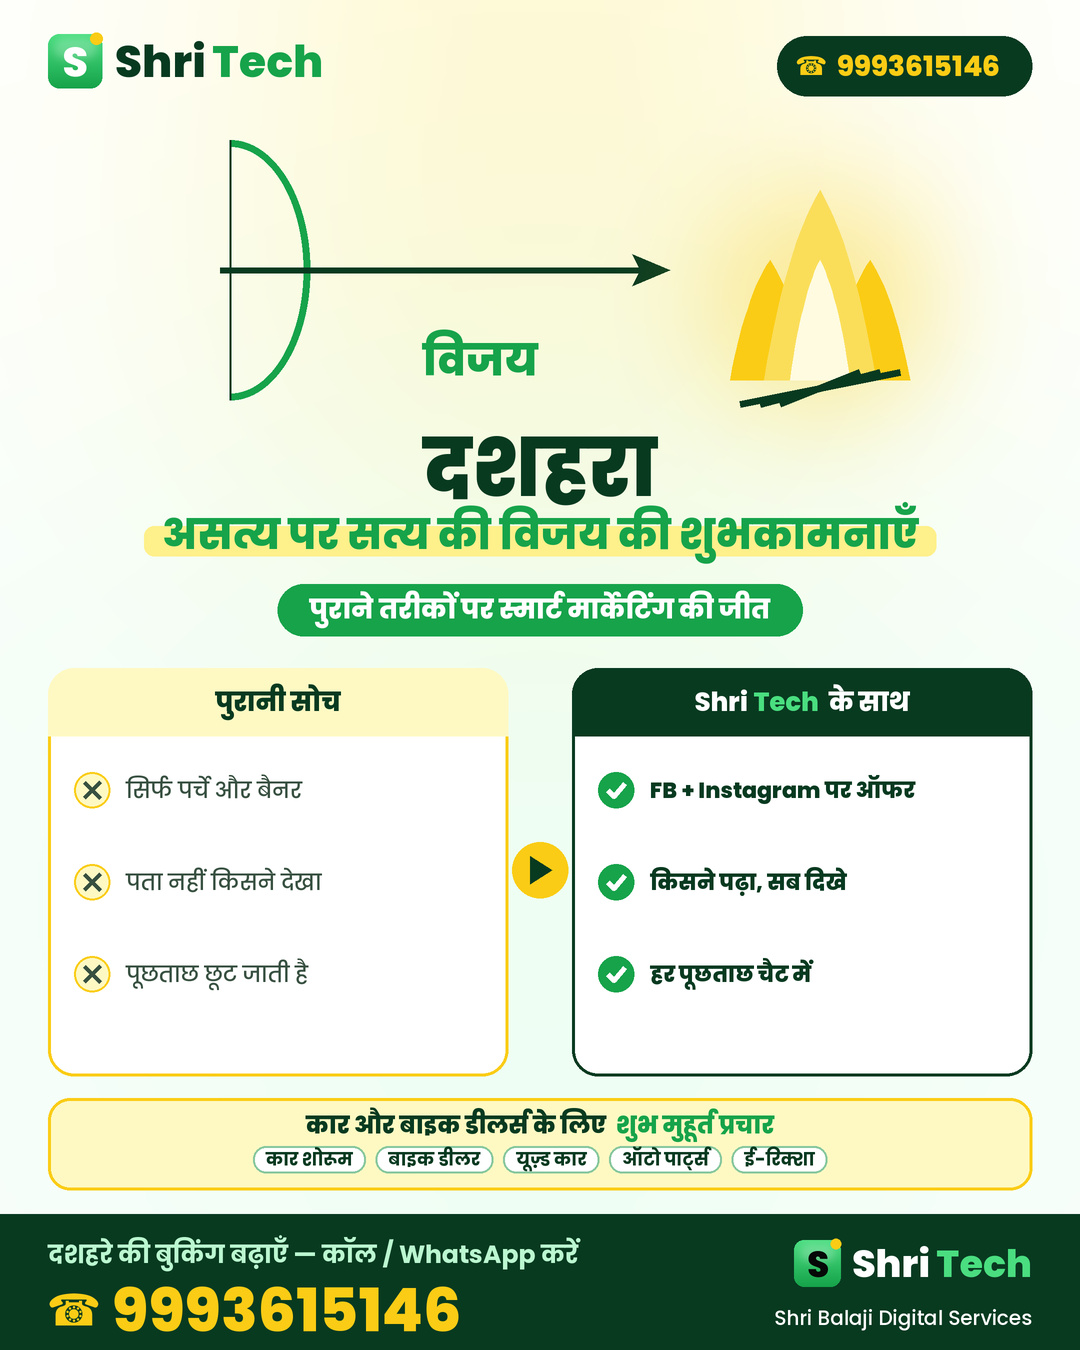 S Shri Tech
☎ 9993615146
विजय
दशहरा
असत्य पर सत्य की विजय की शुभकामनाएँ
पुराने तरीकों पर स्मार्ट मार्केटिंग की जीत
पुरानी सोच
सिर्फ पर्चे और बैनर
पता नहीं किसने देखा
पूछताछ छूट जाती है
Shri Tech के साथ
FB + Instagram पर ऑफर
किसने पढ़ा, सब दिखे
हर पूछताछ चैट में
कार और बाइक डीलर्स के लिए शुभ मुहूर्त प्रचार
कार शोरूम बाइक डीलर यूज़्ड कार ऑटो पार्ट्स ई-रिक्शा
दशहरे की बुकिंग बढ़ाएँ — कॉल / WhatsApp करें
☎ 9993615146
S Shri Tech
Shri Balaji Digital Services